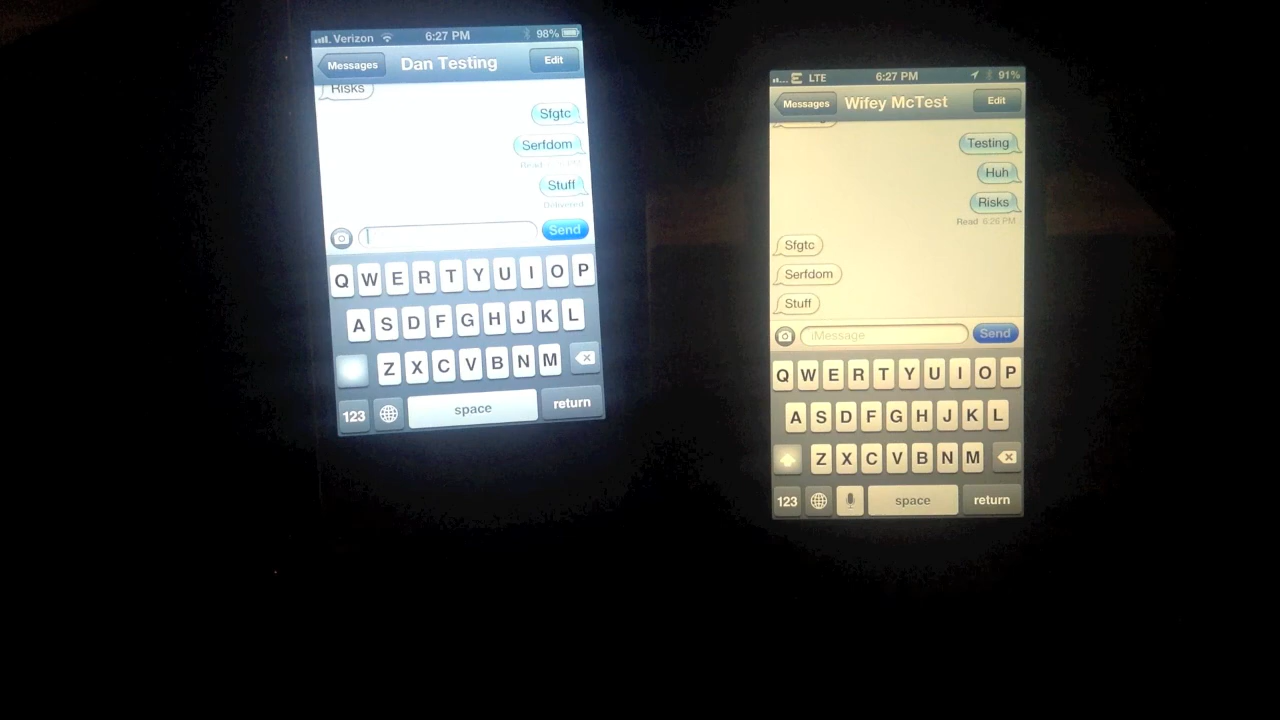 Verizon 6:27 PM 98%
Messages Dan Testing Edit
Risks
Sfgtc
Serfdom
Read
Stuff
Delivered
Send
Q W E R T Y U I O P
A S D F G H J K L
Z X C V B N M
123 space return
E LTE 6:27 PM 91%
Messages Wifey McTest Edit
Testing
Huh
Risks
Read 6:26 PM
Sfgtc
Serfdom
Stuff
iMessage Send
Q W E R T Y U I O P
A S D F G H J K L
Z X C V B N M
123 space return